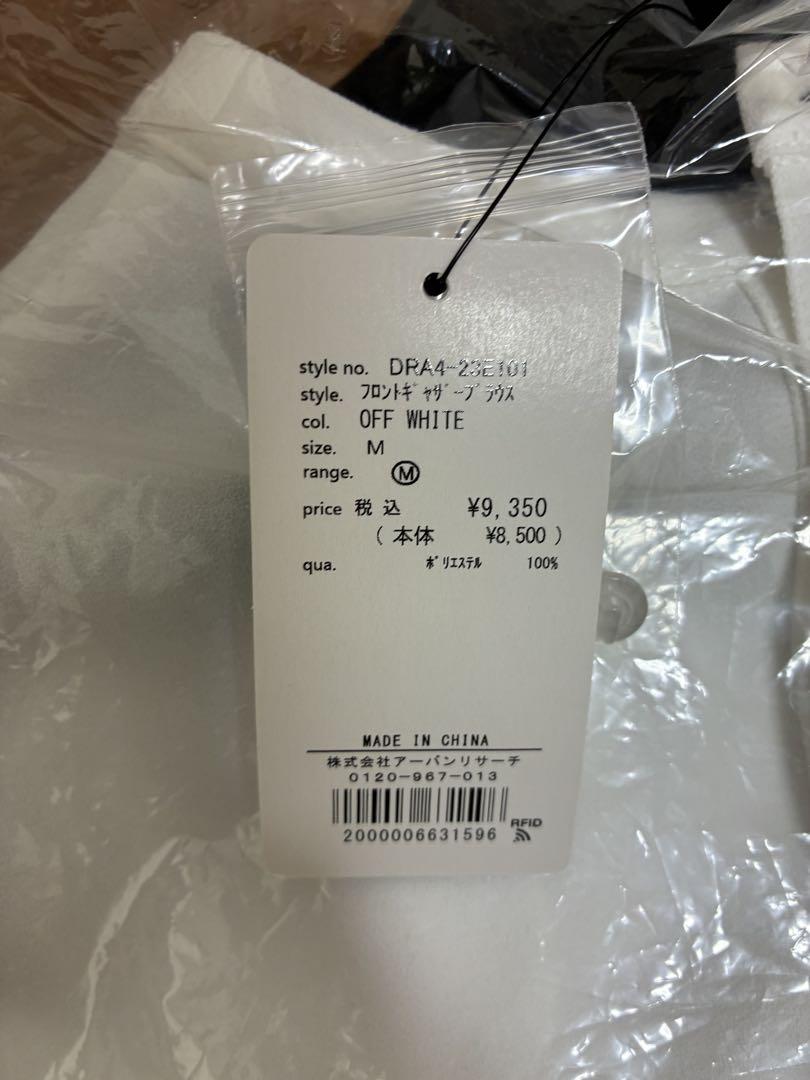 style no. DRA4-23E101
style. ﾌﾛﾝﾄｷﾞｬｻﾞｰﾌﾞﾗｳｽ
col. OFF WHITE
size. M
range. Ⓜ
price 税込 ¥9,350
( 本体 ¥8,500 )
qua. ﾎﾟﾘｴｽﾃﾙ 100%
MADE IN CHINA
株式会社アーバンリサーチ
0120-967-013
RFID
2000006631596